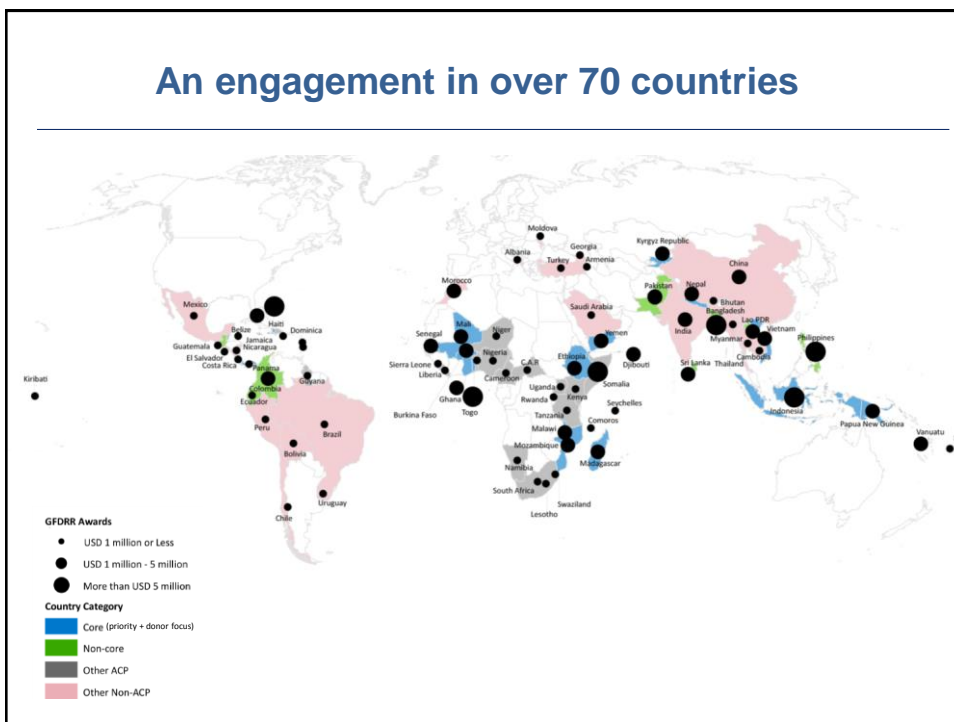 An engagement in over 70 countries
Moldova
Albania
Georgia
Turkey
Armenia
Kyrgyz Republic
China
Morocco
Pakistan
Nepal
Bhutan
Bangladesh
Mexico
Saudi Arabia
Lao PDR
Vietnam
Belize
Haiti
Dominica
Jamaica
Guatemala
Nicaragua
El Salvador
Costa Rica
Senegal
Mali
Niger
Yemen
India
Myanmar
Thailand
Philippines
Kiribati
Panama
Colombia
Guyana
Ecuador
Sierra Leone
Liberia
Nigeria
C.A.R
Cameroon
Ethiopia
Djibouti
Somalia
Sri Lanka
Cambodia
Ghana
Togo
Uganda
Kenya
Rwanda
Seychelles
Burkina Faso
Tanzania
Comoros
Indonesia
Papua New Guinea
Peru
Brazil
Malawi
Vanuatu
Bolivia
Mozambique
Madagascar
Namibia
South Africa
Swaziland
Lesotho
Uruguay
Chile
GFDRR Awards
USD 1 million or Less
USD 1 million - 5 million
More than USD 5 million
Country Category
Core (priority + donor focus)
Non-core
Other ACP
Other Non-ACP